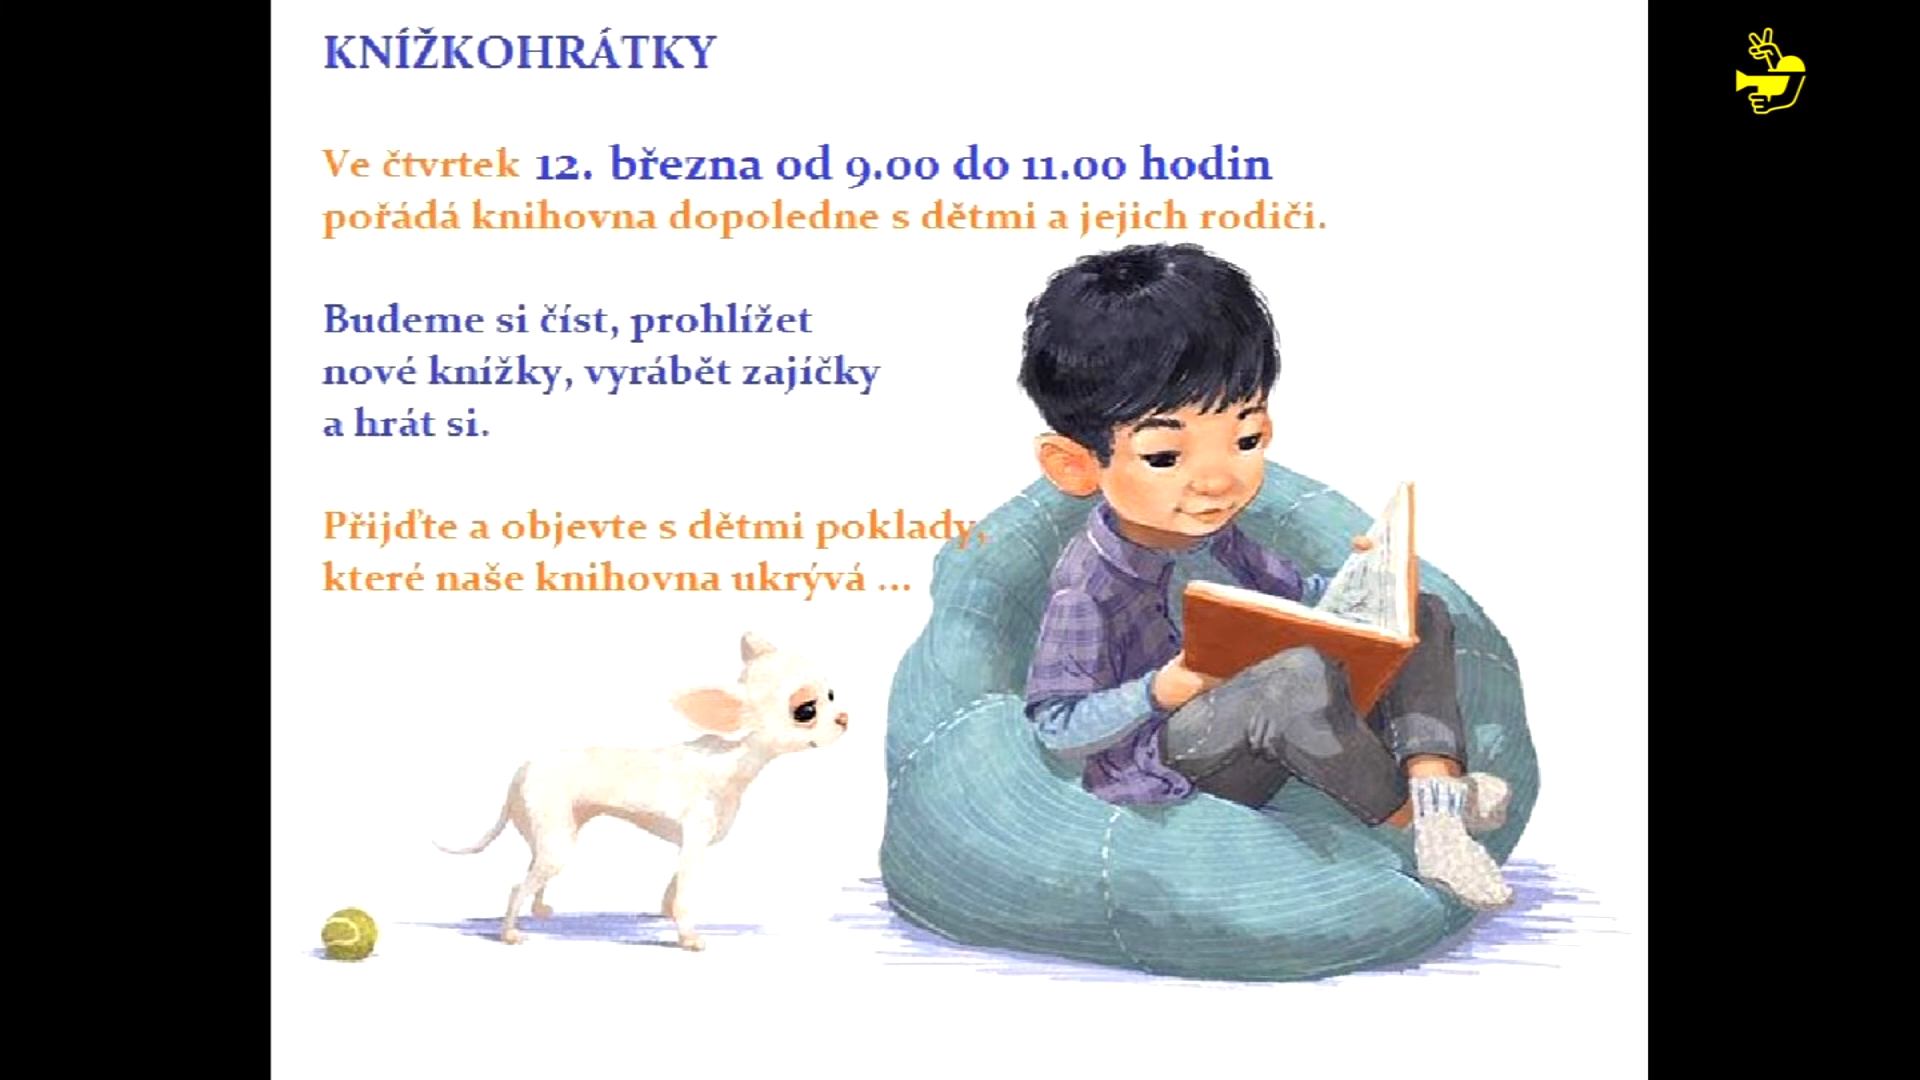 KNÍŽKOHRÁTKY
Ve čtvrtek 12. března od 9.00 do 11.00 hodin
pořádá knihovna dopoledne s dětmi a jejich rodiči.
Budeme si číst, prohlížet
nové knížky, vyrábět zajíčky
a hrát si.
Přijďte a objevte s dětmi poklady,
které naše knihovna ukrývá ...